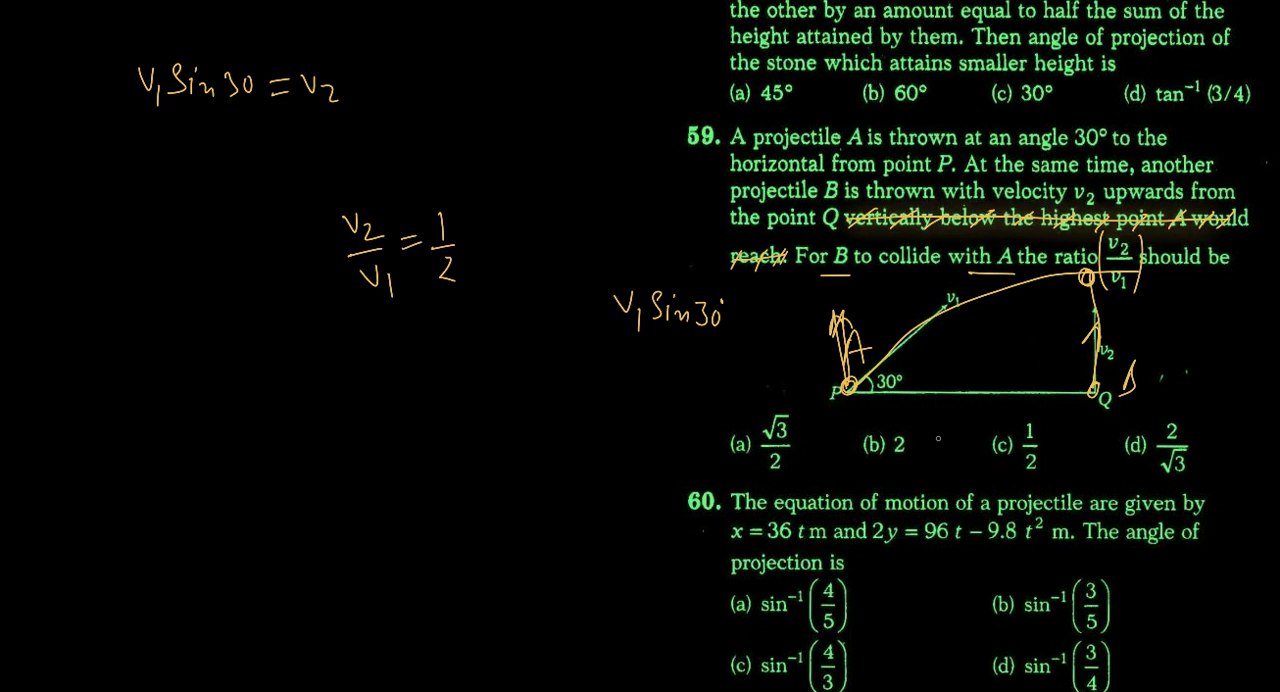 the other by an amount equal to half the sum of the
height attained by them. Then angle of projection of
the stone which attains smaller height is
(a) 45° (b) 60° (c) 30° (d) tan⁻¹ (3/4)
59. A projectile A is thrown at an angle 30° to the
horizontal from point P. At the same time, another
projectile B is thrown with velocity v₂ upwards from
the point Q vertically below the highest point A would
reach. For B to collide with A the ratio (v₂/v₁) should be
v₁
A
v₂
P 30° Q B
(a) √3/2 (b) 2 (c) 1/2 (d) 2/√3
60. The equation of motion of a projectile are given by
x = 36 t m and 2y = 96 t – 9.8 t² m. The angle of
projection is
(a) sin⁻¹ (4/5) (b) sin⁻¹ (3/5)
(c) sin⁻¹ (4/3) (d) sin⁻¹ (3/4)
V₁ Sin 30 = V₂
V₂/V₁ = 1/2
V₁ Sin 30°